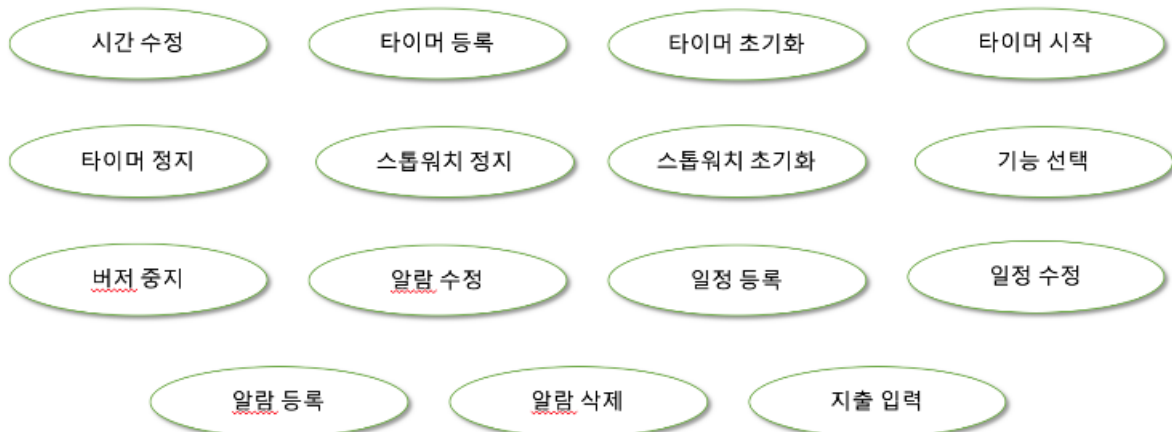 시간 수정
타이머 등록
타이머 초기화
타이머 시작
타이머 정지
스톱워치 정지
스톱워치 초기화
기능 선택
버저 중지
알람 수정
일정 등록
일정 수정
알람 등록
알람 삭제
지출 입력